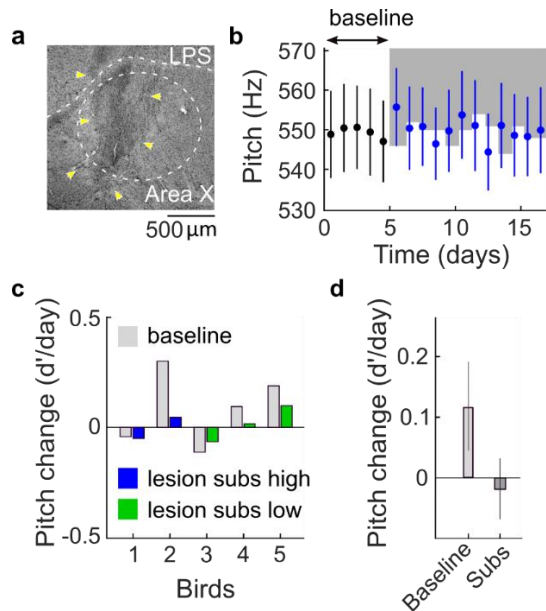 a
LPS
Area X
500 μm
b
baseline
570
560
550
540
530
Pitch (Hz)
0 5 10 15
Time (days)
c
0.5
0
-0.5
Pitch change (d'/day)
baseline
lesion subs high
lesion subs low
1 2 3 4 5
Birds
d
0.2
0.1
0
Pitch change (d'/day)
Baseline
Subs